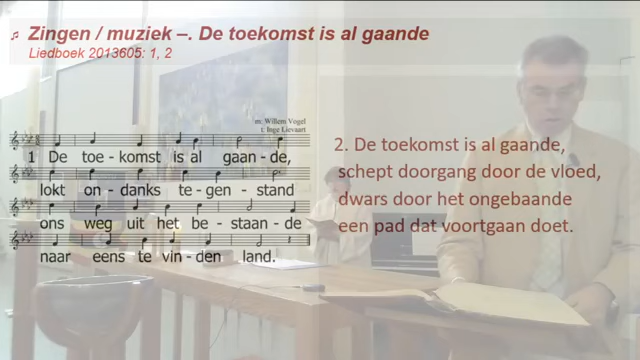 ♫ Zingen / muziek –. De toekomst is al gaande
Liedboek 2013605: 1, 2
m: Willem Vogel
t: Inge Lievaart
1 De toe - komst is al gaan - de,
lokt on - danks te - gen - stand
ons weg uit het be - staan - de
naar eens te vin - den land.
2. De toekomst is al gaande,
schept doorgang door de vloed,
dwars door het ongebaande
een pad dat voortgaan doet.